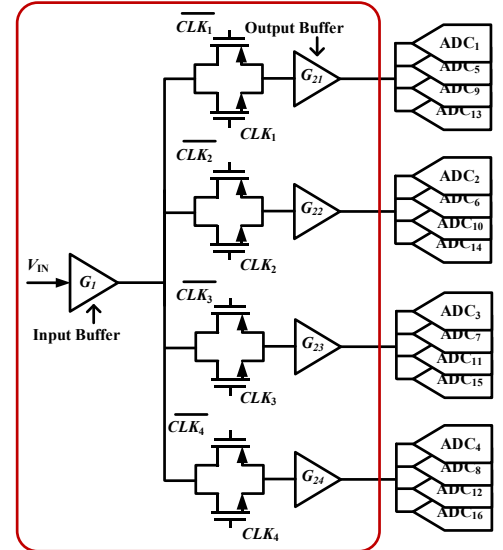 CLK₁ Output Buffer
G₂₁ ADC₁
ADC₅
ADC₉
ADC₁₃
CLK₁
CLK₂
G₂₂ ADC₂
ADC₆
ADC₁₀
ADC₁₄
CLK₂
V_IN
G₁
Input Buffer
CLK₃
G₂₃ ADC₃
ADC₇
ADC₁₁
ADC₁₅
CLK₃
CLK₄
G₂₄ ADC₄
ADC₈
ADC₁₂
ADC₁₆
CLK₄